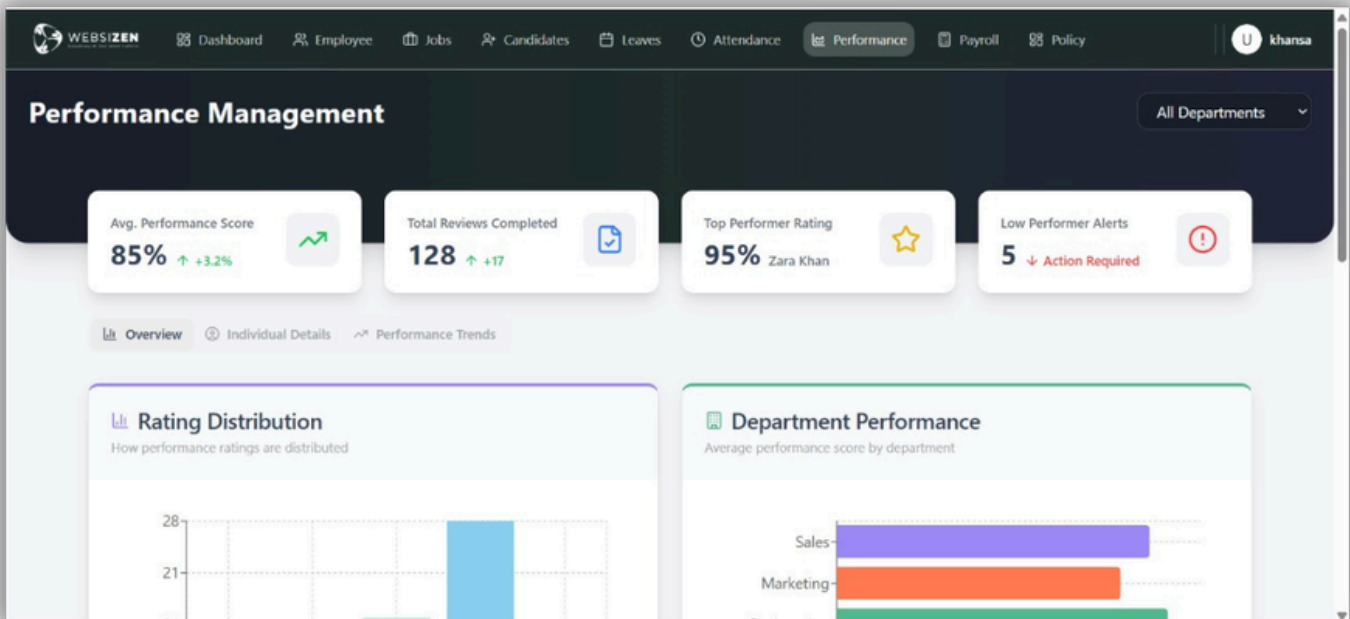 WEBSIZEN
Dashboard
Employee
Jobs
Candidates
Leaves
Attendance
Performance
Payroll
Policy
U
khansa
Performance Management
All Departments
Avg. Performance Score
85% ↑ +3.2%
Total Reviews Completed
128 ↑ +17
Top Performer Rating
95% Zara Khan
Low Performer Alerts
5 ↓ Action Required
Overview
Individual Details
Performance Trends
Rating Distribution
How performance ratings are distributed
28
21
Department Performance
Average performance score by department
Sales
Marketing